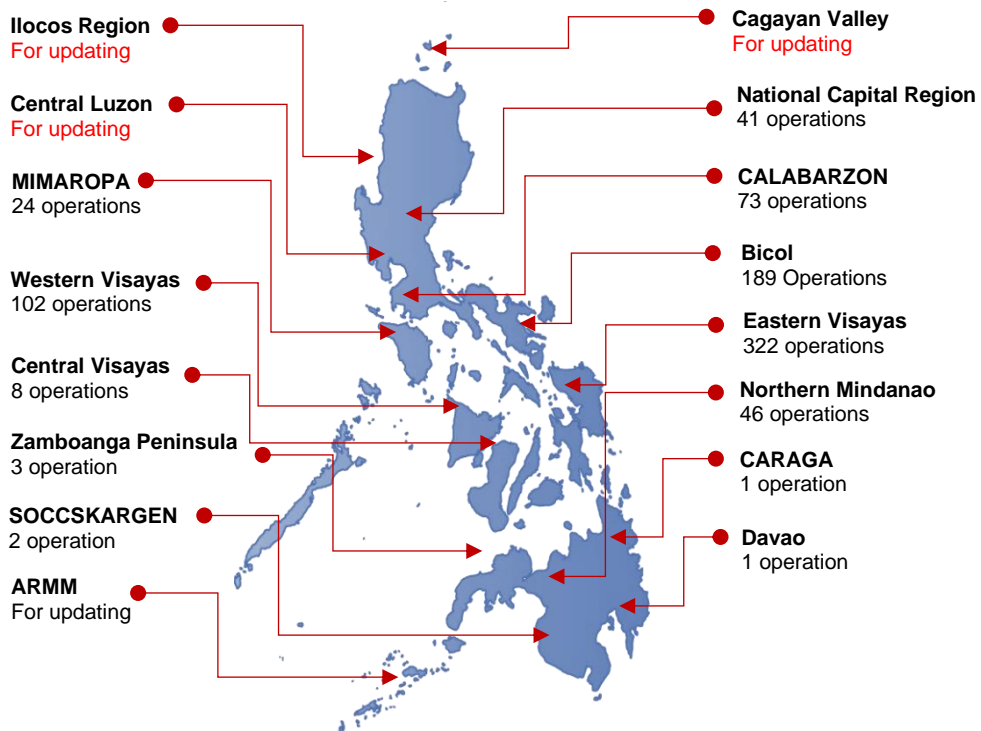 Ilocos Region
For updating
Central Luzon
For updating
MIMAROPA
24 operations
Western Visayas
102 operations
Central Visayas
8 operations
Zamboanga Peninsula
3 operation
SOCCSKARGEN
2 operation
ARMM
For updating
Cagayan Valley
For updating
National Capital Region
41 operations
CALABARZON
73 operations
Bicol
189 Operations
Eastern Visayas
322 operations
Northern Mindanao
46 operations
CARAGA
1 operation
Davao
1 operation